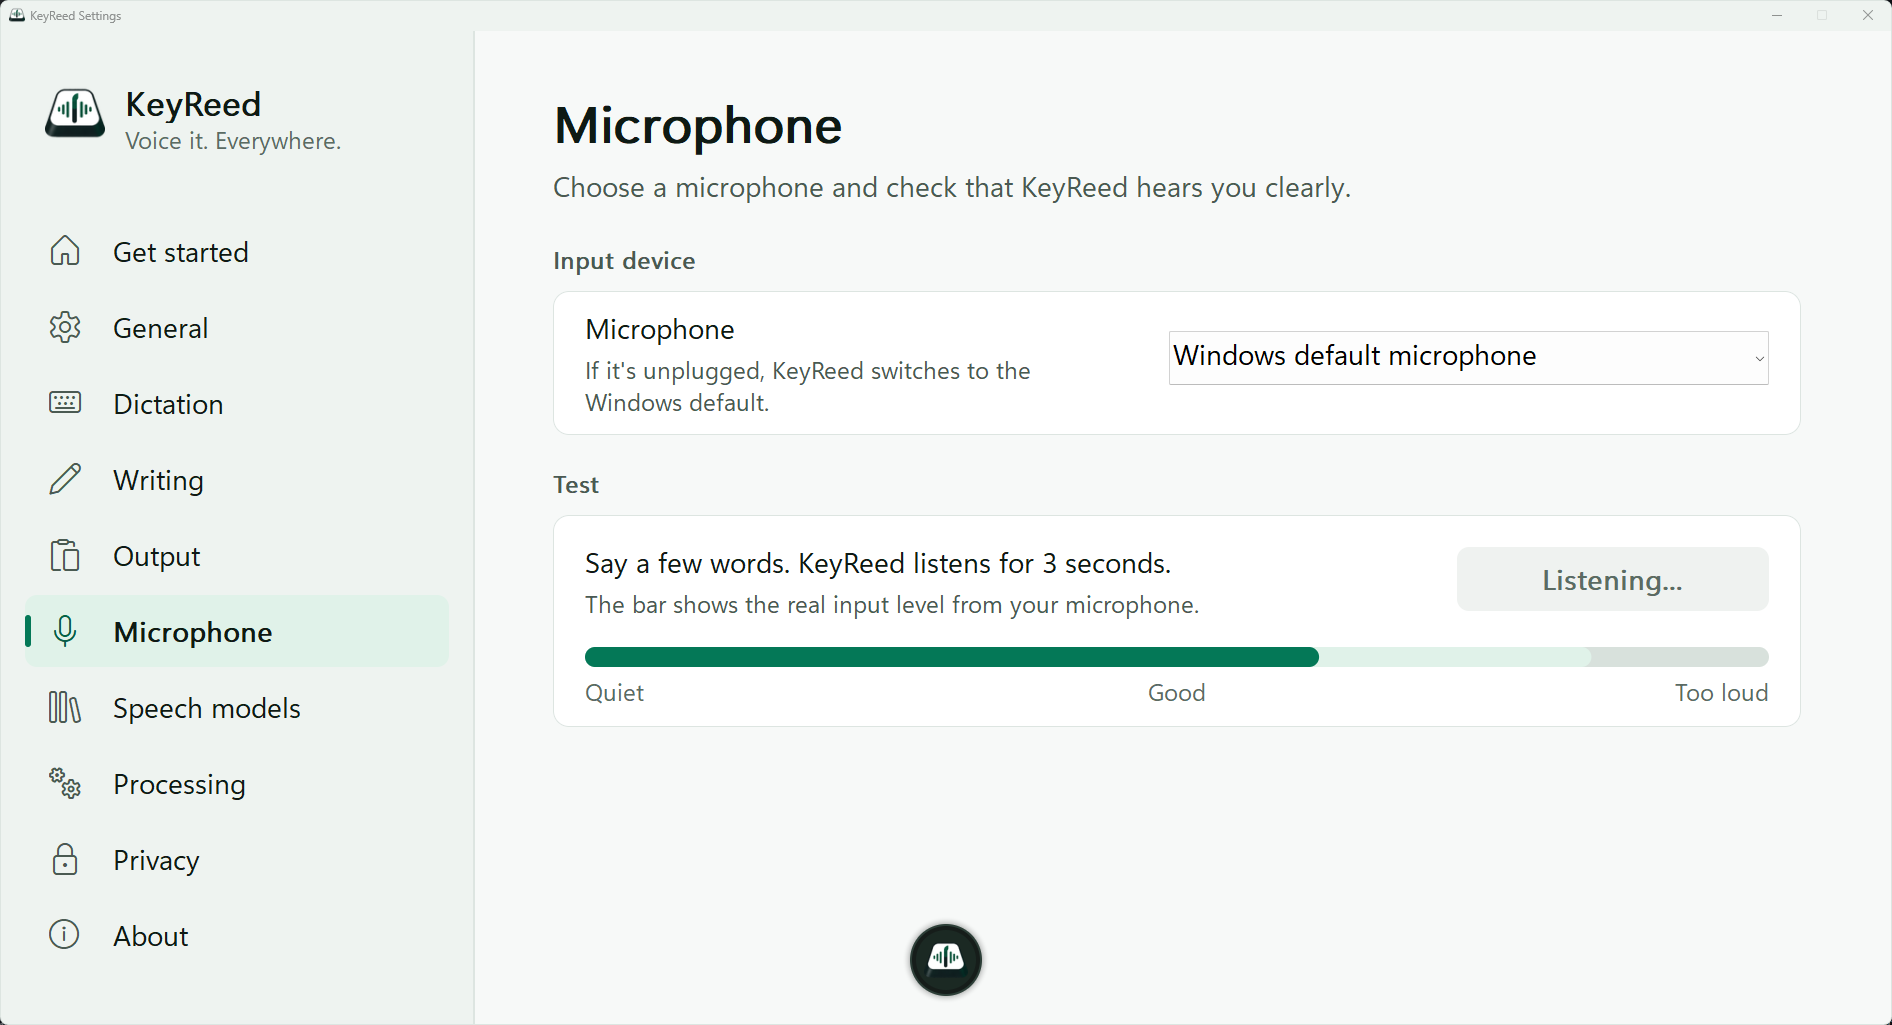 KeyReed Settings
KeyReed
Voice it. Everywhere.
Get started
General
Dictation
Writing
Output
Microphone
Speech models
Processing
Privacy
About
Microphone
Choose a microphone and check that KeyReed hears you clearly.
Input device
Microphone
If it's unplugged, KeyReed switches to the
Windows default.
Windows default microphone
Test
Say a few words. KeyReed listens for 3 seconds.
The bar shows the real input level from your microphone.
Listening...
Quiet
Good
Too loud